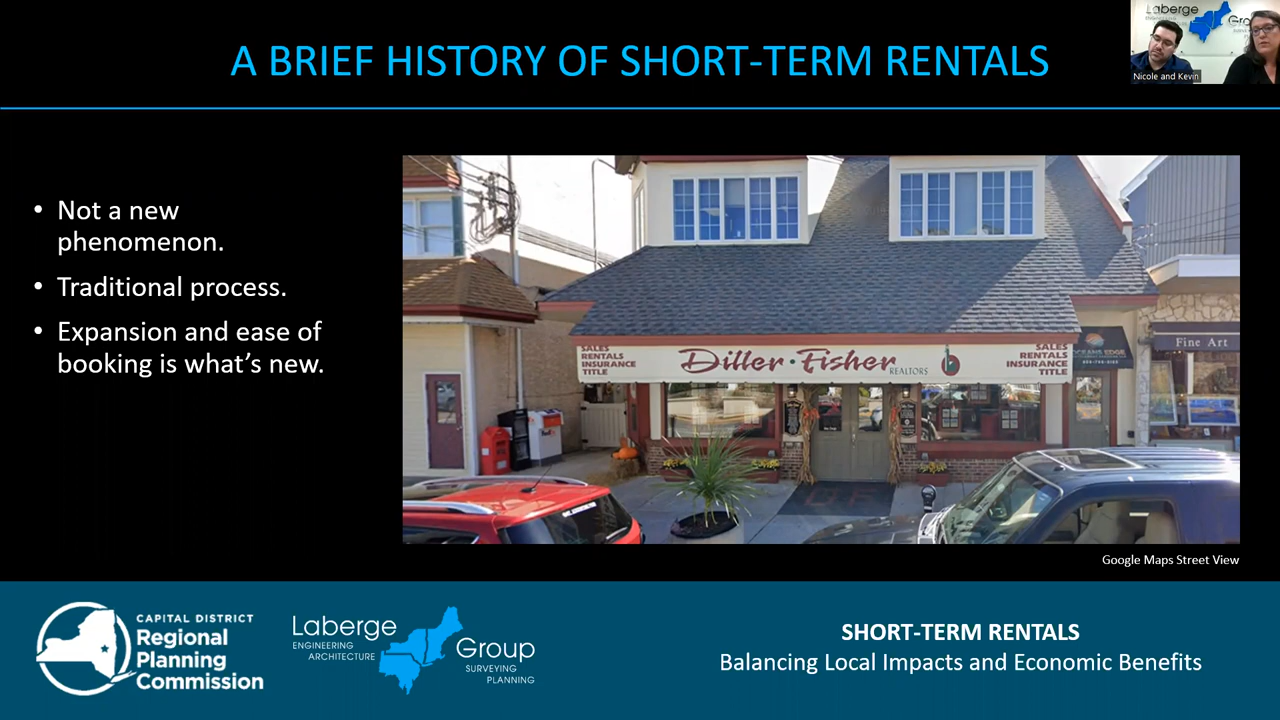 A BRIEF HISTORY OF SHORT-TERM RENTALS
Laberge
Nicole and Kevin
• Not a new
phenomenon.
• Traditional process.
• Expansion and ease of
booking is what's new.
SALES
RENTALS
INSURANCE
TITLE
Diller • Fisher
REALTORS
SALES
RENTALS
INSURANCE
TITLE
OCEANS EDGE
Fine Art
Google Maps Street View
CAPITAL DISTRICT
Regional
Planning
Commission
Laberge
ENGINEERING
ARCHITECTURE
Group
SURVEYING
PLANNING
SHORT-TERM RENTALS
Balancing Local Impacts and Economic Benefits